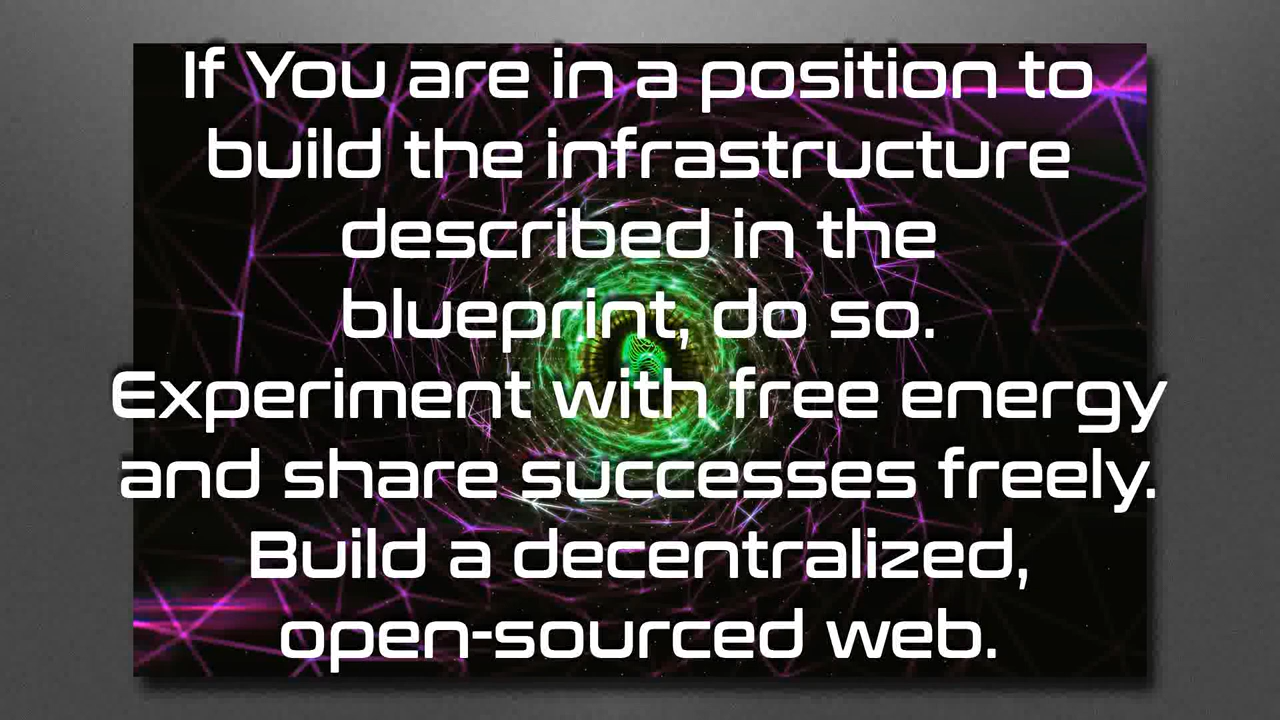 If You are in a position to
build the infrastructure
described in the
blueprint, do so.
Experiment with free energy
and share successes freely.
Build a decentralized,
open-sourced web.